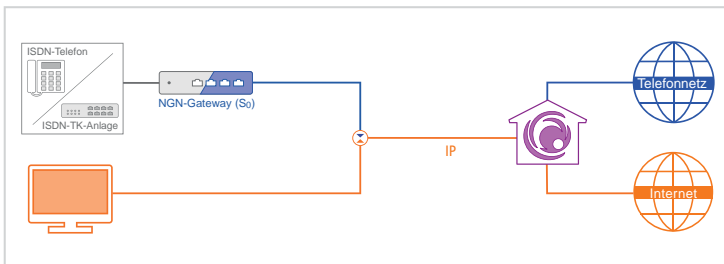 ISDN-Telefon
ISDN-TK-Anlage
NGN-Gateway (S0)
IP
Telefonnetz
Internet